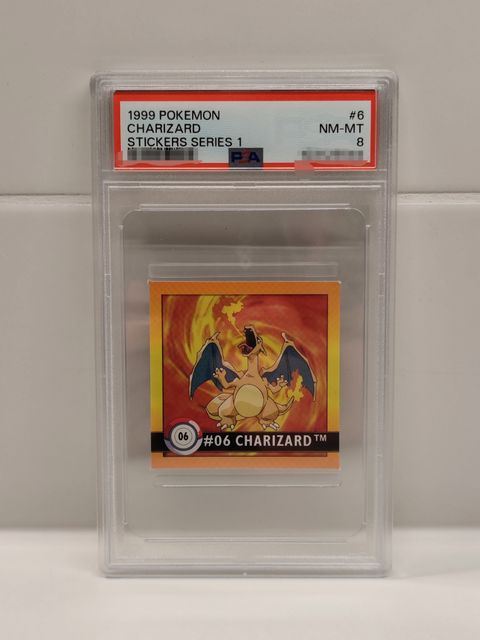 1999 POKEMON #6
CHARIZARD NM-MT
STICKERS SERIES 1 8
PSA
06
#06 CHARIZARD™